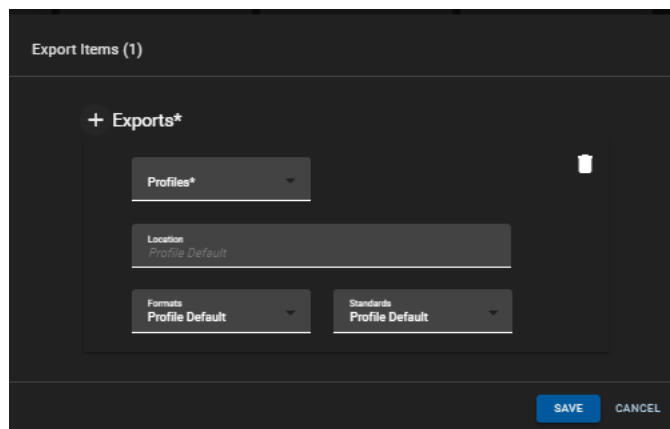 Export Items (1)
+ Exports*
Profiles*
Location
Profile Default
Formats
Profile Default
Standards
Profile Default
SAVE CANCEL